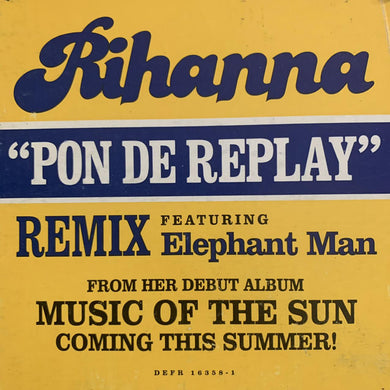 Rihanna
“PON DE REPLAY”
REMIX FEATURING Elephant Man
FROM HER DEBUT ALBUM
MUSIC OF THE SUN
COMING THIS SUMMER!
DEFR 16358-1